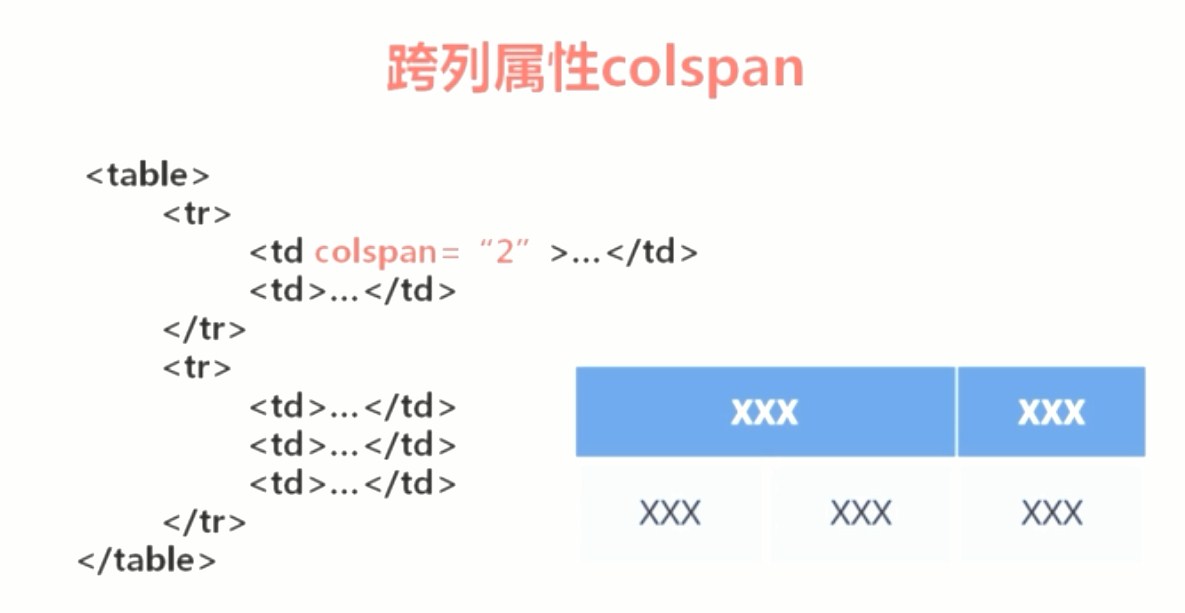 跨列属性colspan
<table>
<tr>
<td colspan= “2” >...</td>
<td>...</td>
</tr>
<tr>
<td>...</td>
<td>...</td>
<td>...</td>
</tr>
</table>
XXX XXX
XXX XXX XXX